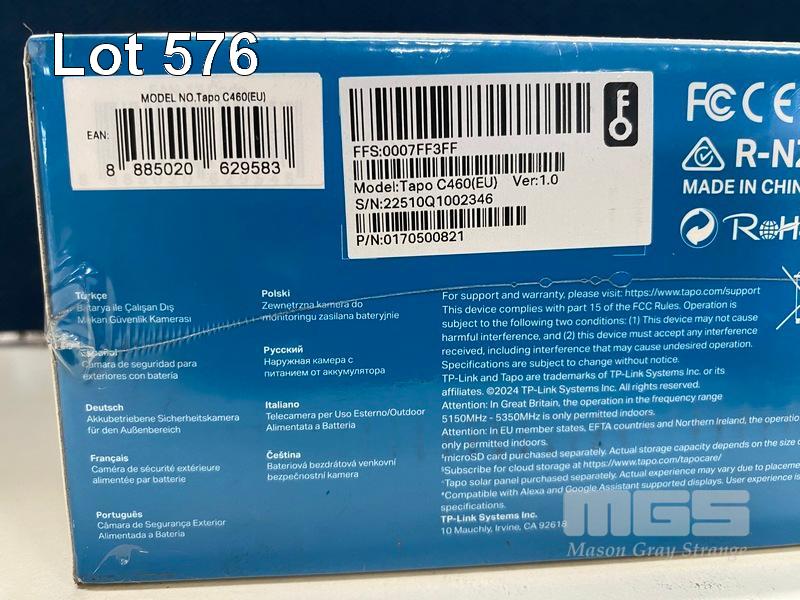 Lot 576
MODEL NO.Tapo C460(EU)
EAN:
8 885020 629583
FFS:0007FF3FF
Model:Tapo C460(EU) Ver:1.0
S/N:22510Q1002346
P/N:0170500821
FC CE
R-NZ
MADE IN CHIN
RoHS
Türkçe
Batarya ile Çalışan Dış
Mekan Güvenlik Kamerası
Español
Cámara de seguridad para
exteriores con batería
Deutsch
Akkubetriebene Sicherheitskamera
für den Außenbereich
Français
Caméra de sécurité extérieure
alimentée par batterie
Português
Câmara de Segurança Exterior
Alimentada a Bateria
Polski
Zewnętrzna kamera do
monitoringu zasilana bateryjnie
Русский
Наружная камера с
питанием от аккумулятора
Italiano
Telecamera per Uso Esterno/Outdoor
Alimentata a Batteria
Čeština
Bateriová bezdrátová venkovní
bezpečnostní kamera
For support and warranty, please visit: https://www.tapo.com/support
This device complies with part 15 of the FCC Rules. Operation is
subject to the following two conditions: (1) This device may not cause
harmful interference, and (2) this device must accept any interference
received, including interference that may cause undesired operation.
Specifications are subject to change without notice.
TP-Link and Tapo are trademarks of TP-Link Systems Inc. or its
affiliates. ©2024 TP-Link Systems Inc. All rights reserved.
Attention: In Great Britain, the operation in the frequency range
5150MHz - 5350MHz is only permitted indoors.
Attention: In EU member states, EFTA countries and Northern Ireland, the operatio
only permitted indoors.
†microSD card purchased separately. Actual storage capacity depends on the size o
‡Subscribe for cloud storage at https://www.tapo.com/tapocare/
Tapo solar panel purchased separately. Actual experience may vary due to placeme
Compatible with Alexa and Google Assistant supported displays. User experience is
specifications.
TP-Link Systems Inc.
10 Mauchly, Irvine, CA 92618
MGS
Mason Gray Strange